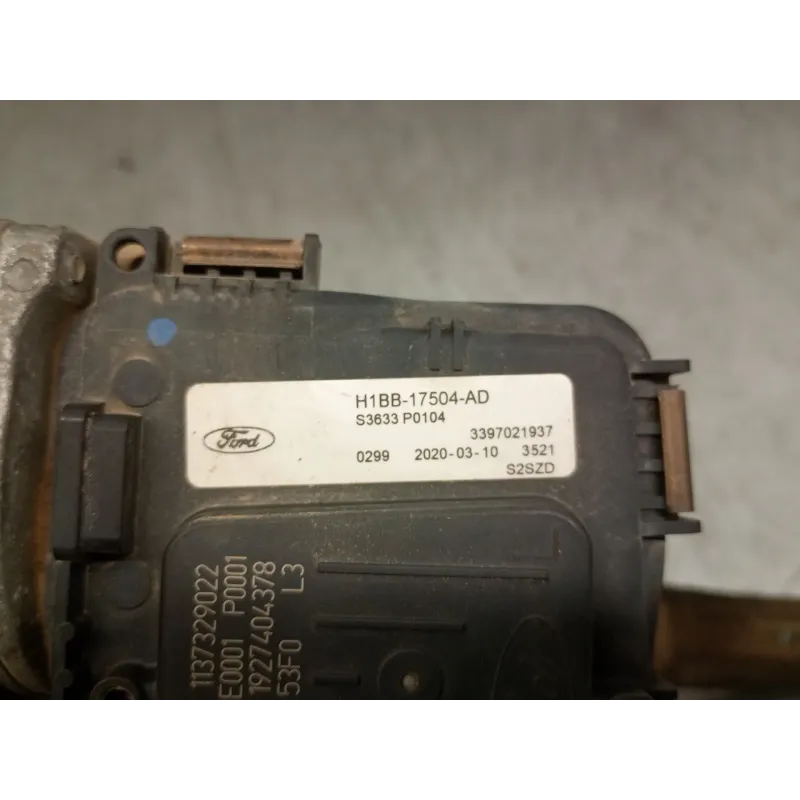 Ford
H1BB-17504-AD
S3633 P0104
3397021937
0299 2020-03-10 3521
S2SZD
1137329022
E0001 P0001
1927404378
53F0 L3